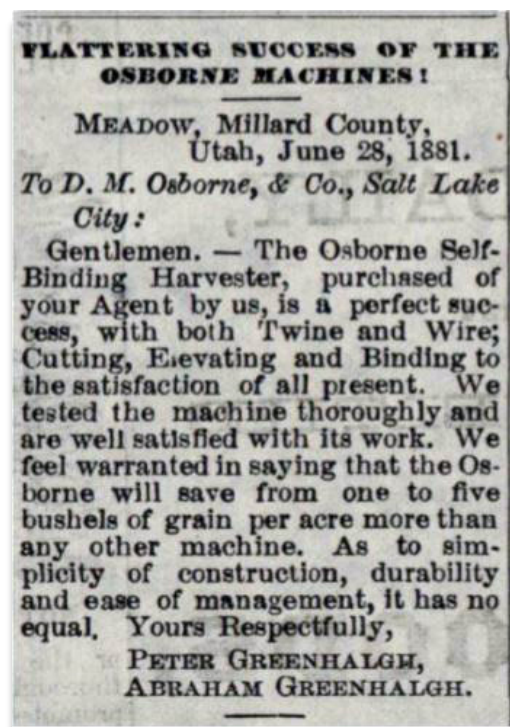 FLATTERING SUCCESS OF THE
OSBORNE MACHINES!
MEADOW, Millard County,
Utah, June 28, 1881.
To D. M. Osborne, & Co., Salt Lake
City:
Gentlemen. — The Osborne Self-
Binding Harvester, purchased of
your Agent by us, is a perfect suc-
cess, with both Twine and Wire;
Cutting, Elevating and Binding to
the satisfaction of all present. We
tested the machine thoroughly and
are well satisfied with its work. We
feel warranted in saying that the Os-
borne will save from one to five
bushels of grain per acre more than
any other machine. As to sim-
plicity of construction, durability
and ease of management, it has no
equal. Yours Respectfully,
PETER GREENHALGH,
ABRAHAM GREENHALGH.